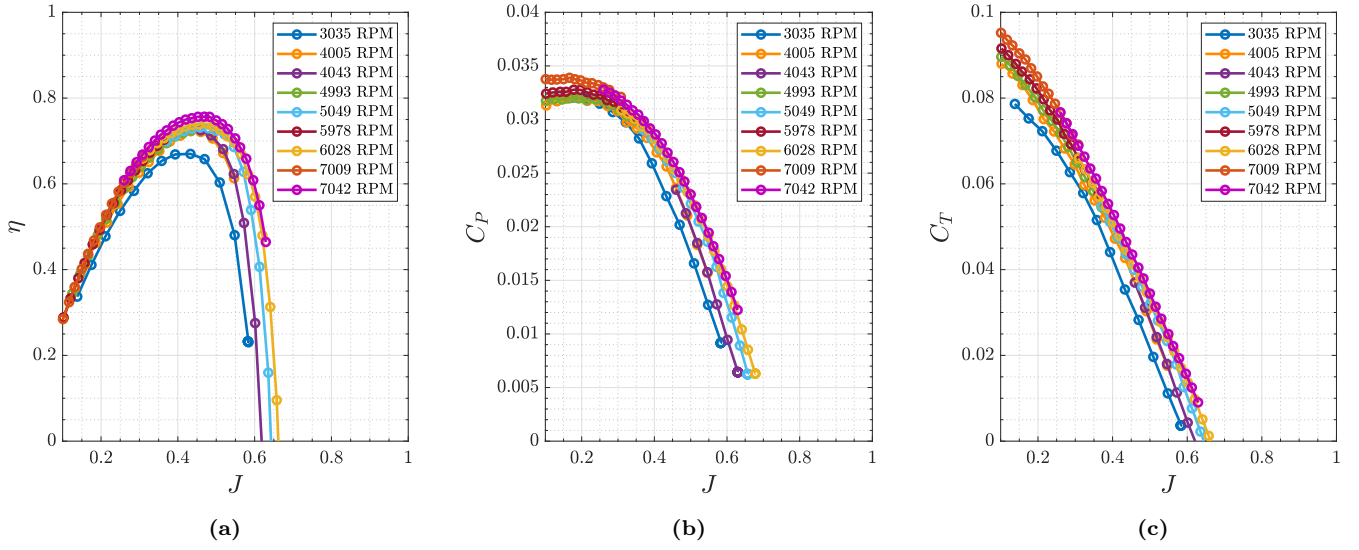 η
1
0.8
0.6
0.4
0.2
0
0.2
0.4
0.6
0.8
1
J
3035 RPM
4005 RPM
4043 RPM
4993 RPM
5049 RPM
5978 RPM
6028 RPM
7009 RPM
7042 RPM
(a)
C_P
0.04
0.035
0.03
0.025
0.02
0.015
0.01
0.005
0
0.2
0.4
0.6
0.8
1
J
3035 RPM
4005 RPM
4043 RPM
4993 RPM
5049 RPM
5978 RPM
6028 RPM
7009 RPM
7042 RPM
(b)
C_T
0.1
0.08
0.06
0.04
0.02
0
0.2
0.4
0.6
0.8
1
J
3035 RPM
4005 RPM
4043 RPM
4993 RPM
5049 RPM
5978 RPM
6028 RPM
7009 RPM
7042 RPM
(c)